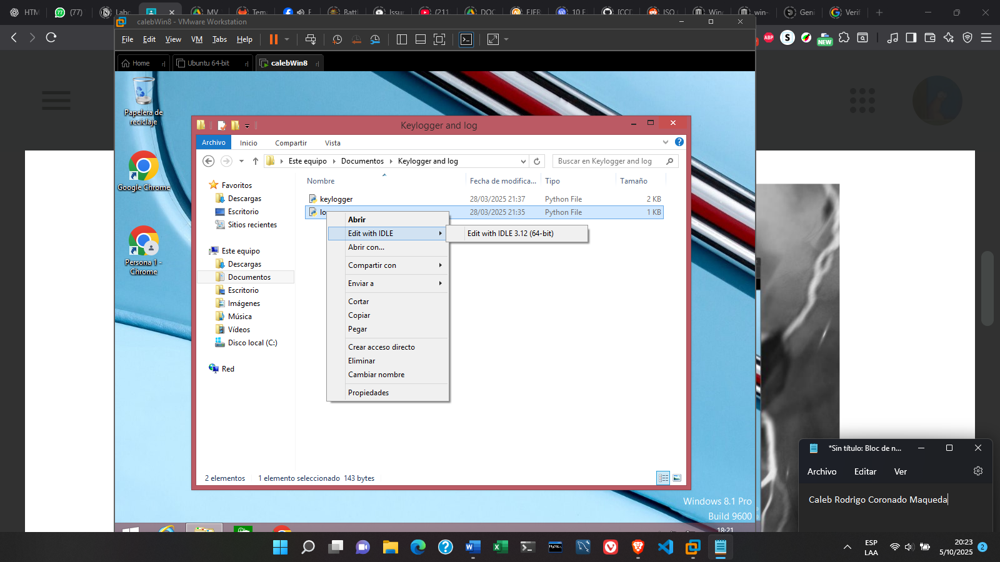 HTM
(77)
Labc
MV
Tem
E
Batt
Issu
(211
DOC
EJER
10 E
[CCD
ISO
Wind
win-
Geni
Verif
calebWin8 - VMware Workstation
File Edit View VM Tabs Help
ABP
S
NEW
Home
Ubuntu 64-bit
calebWin8
Papelera de
reciclaje
Google Chrome
Persona 1 -
Chrome
Keylogger and log
Archivo Inicio Compartir Vista
Este equipo Documentos Keylogger and log
Buscar en Keylogger and log
Nombre Fecha de modifica... Tipo Tamaño
keylogger 28/03/2025 21:37 Python File 2 KB
lo 28/03/2025 21:35 Python File 1 KB
Favoritos
Descargas
Escritorio
Sitios recientes
Este equipo
Descargas
Documentos
Escritorio
Imágenes
Música
Vídeos
Disco local (C:)
Red
Abrir
Edit with IDLE
Edit with IDLE 3.12 (64-bit)
Abrir con...
Compartir con
Enviar a
Cortar
Copiar
Pegar
Crear acceso directo
Eliminar
Cambiar nombre
Propiedades
2 elementos 1 elemento seleccionado 143 bytes
Windows 8.1 Pro
Build 9600
18:21
*Sin título: Bloc de n...
Archivo Editar Ver
Caleb Rodrigo Coronado Maqueda
ESP
LAA
20:23
5/10/2025
2